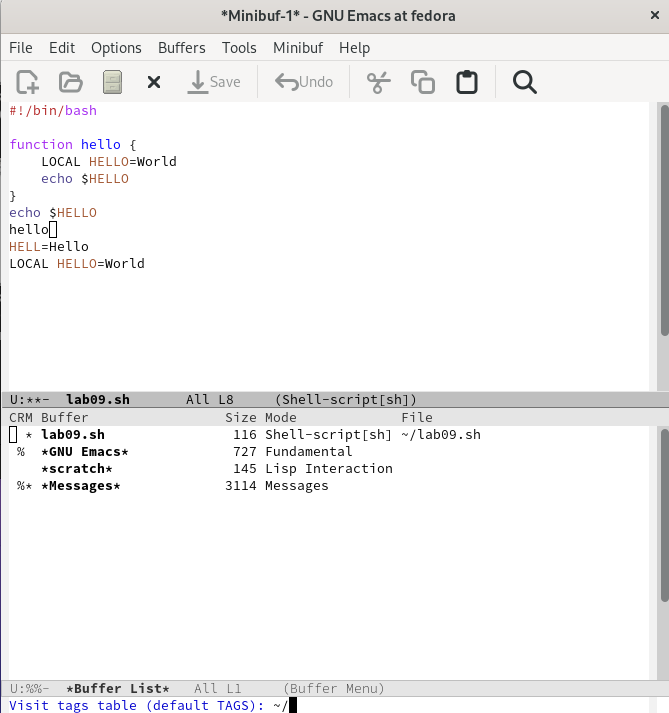 *Minibuf-1* - GNU Emacs at fedora
File Edit Options Buffers Tools Minibuf Help
Save Undo
#!/bin/bash
function hello {
    LOCAL HELLO=World
    echo $HELLO
}
echo $HELLO
hello
HELL=Hello
LOCAL HELLO=World
U:**-  lab09.sh       All L8     (Shell-script[sh])
CRM Buffer                 Size Mode             File
  * lab09.sh                116 Shell-script[sh] ~/lab09.sh
 %  *GNU Emacs*             727 Fundamental
    *scratch*               145 Lisp Interaction
 %* *Messages*             3114 Messages
U:%%-  *Buffer List*   All L1     (Buffer Menu)
Visit tags table (default TAGS): ~/